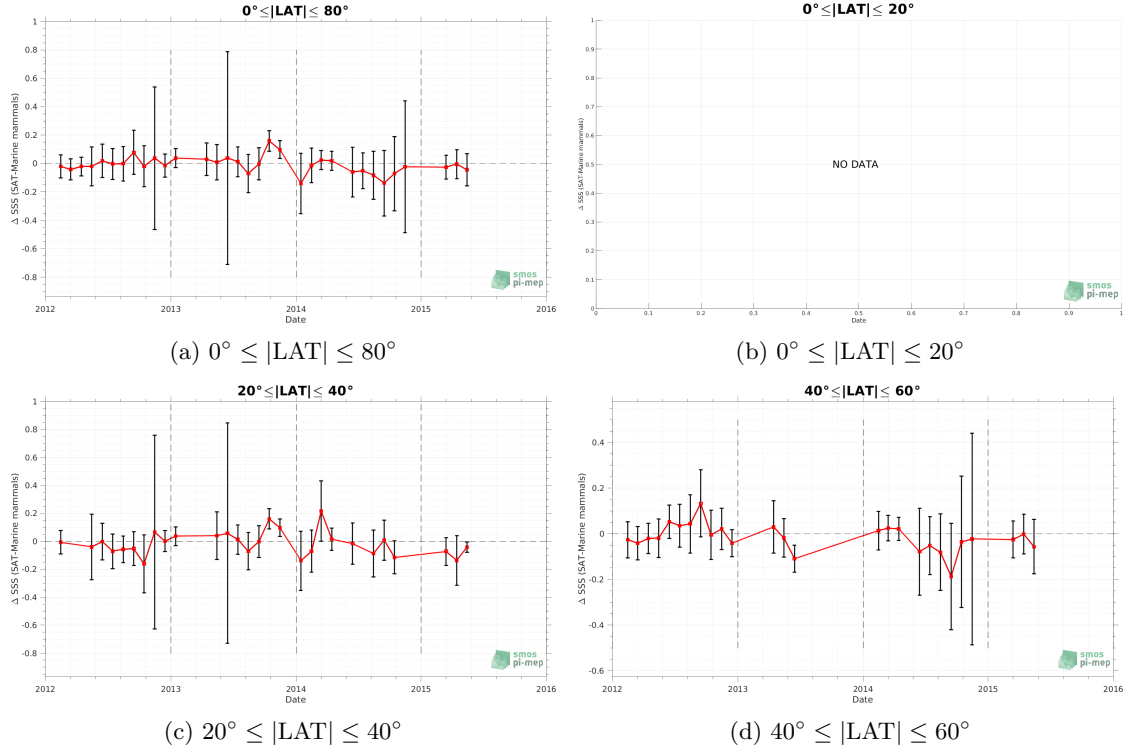 0°≤|LAT|≤ 80°
1
0.8
0.6
0.4
0.2
0
-0.2
-0.4
-0.6
-0.8
Δ SSS (SAT-Marine mammals)
2012 2013 2014 2015 2016
Date
smos
pi-mep
(a) 0° ≤ |LAT| ≤ 80°
0°≤|LAT|≤ 20°
1
0.9
0.8
0.7
0.6
0.5
0.4
0.3
0.2
0.1
0
Δ SSS (SAT-Marine mammals)
NO DATA
0 0.1 0.2 0.3 0.4 0.5 0.6 0.7 0.8 0.9 1
Date
smos
pi-mep
(b) 0° ≤ |LAT| ≤ 20°
20°≤|LAT|≤ 40°
1
0.8
0.6
0.4
0.2
0
-0.2
-0.4
-0.6
-0.8
Δ SSS (SAT-Marine mammals)
2012 2013 2014 2015 2016
Date
smos
pi-mep
(c) 20° ≤ |LAT| ≤ 40°
40°≤|LAT|≤ 60°
0.4
0.2
0
-0.2
-0.4
-0.6
Δ SSS (SAT-Marine mammals)
2012 2013 2014 2015 2016
Date
smos
pi-mep
(d) 40° ≤ |LAT| ≤ 60°